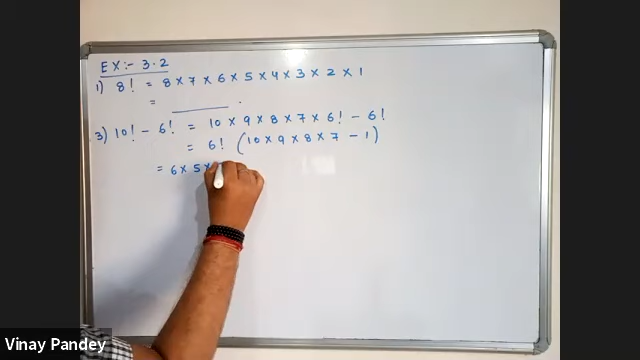 EX:- 3.2
1) 8! = 8 × 7 × 6 × 5 × 4 × 3 × 2 × 1
= ______ .
3) 10! - 6! = 10 × 9 × 8 × 7 × 6! - 6!
= 6! (10 × 9 × 8 × 7 - 1)
= 6 × 5 ×
Vinay Pandey